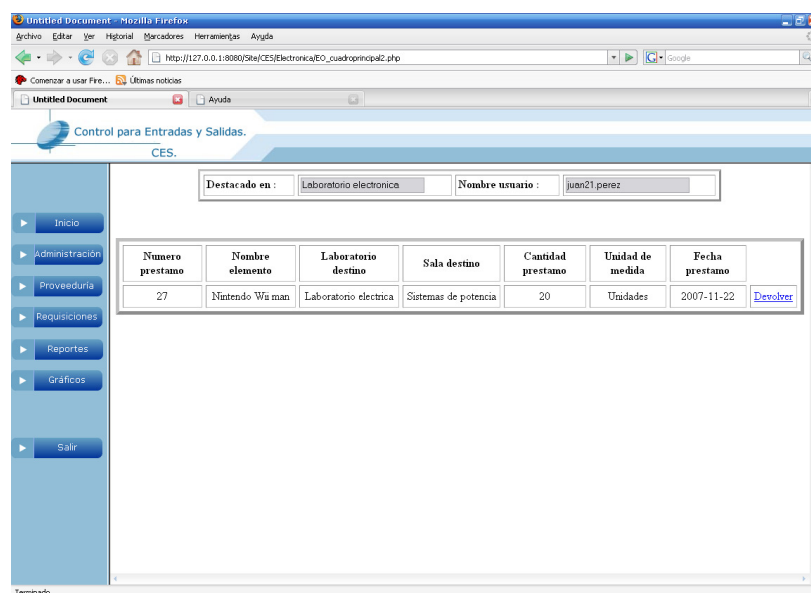 Untitled Document - Mozilla Firefox
Archivo Editar Ver Historial Marcadores Herramientas Ayuda
http://127.0.0.1:8080/Site/CES/Electronica/EO_cuadroprincipal2.php
G Google
Comenzar a usar Fire... Últimas noticias
Untitled Document Ayuda
Control para Entradas y Salidas.
CES.
Destacado en : Laboratorio electronica Nombre usuario : juan21.perez
Inicio
Administración
Proveeduría
Requisiciones
Reportes
Gráficos
Salir
Numero prestamo Nombre elemento Laboratorio destino Sala destino Cantidad prestamo Unidad de medida Fecha prestamo
27 Nintendo Wii man Laboratorio electrica Sistemas de potencia 20 Unidades 2007-11-22 Devolver
Terminado